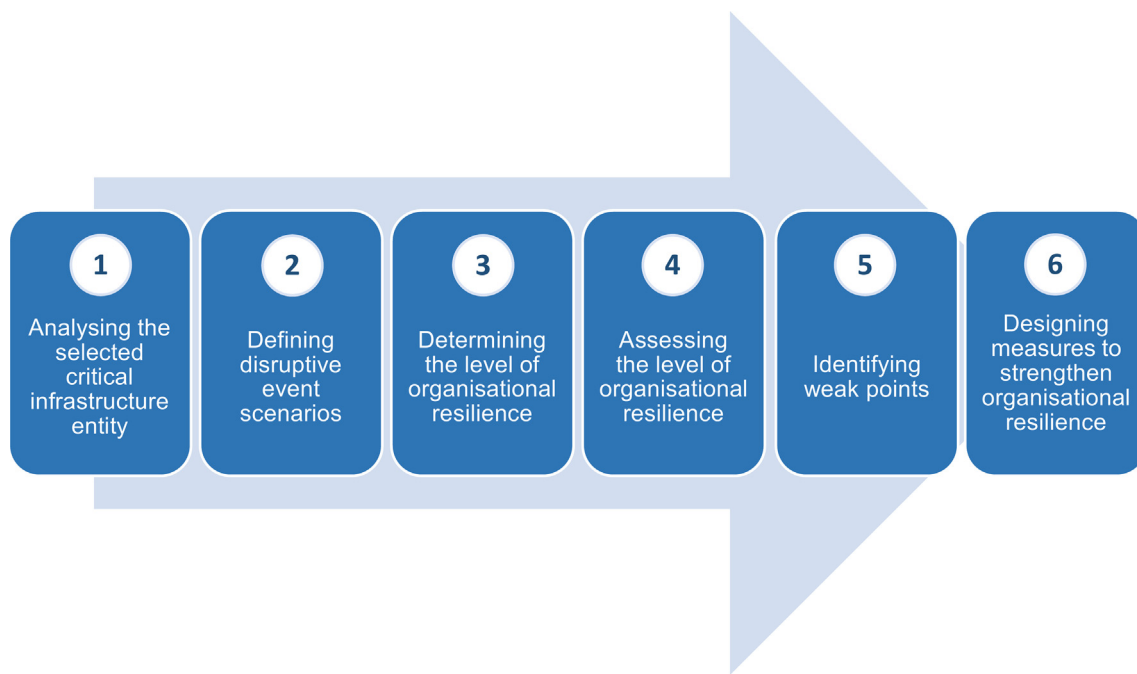 1
Analysing the
selected
critical
infrastructure
entity
2
Defining
disruptive
event
scenarios
3
Determining
the level of
organisational
resilience
4
Assessing
the level of
organisational
resilience
5
Identifying
weak points
6
Designing
measures to
strengthen
organisational
resilience